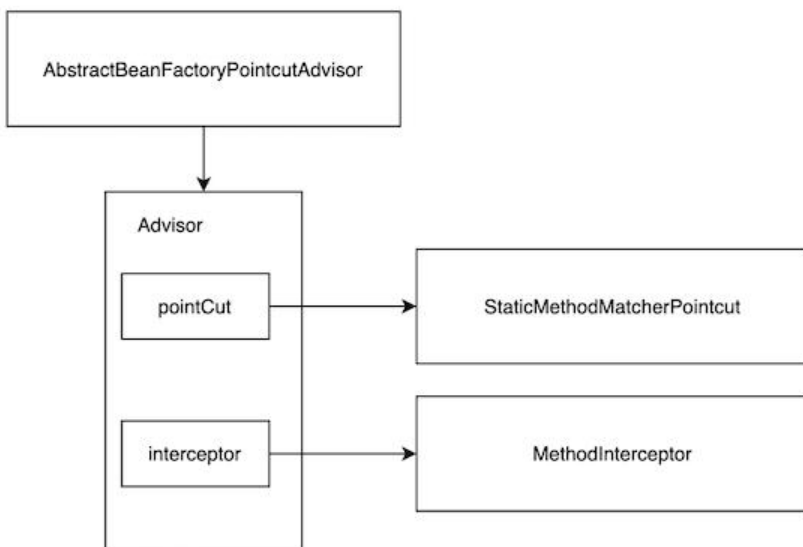 AbstractBeanFactoryPointcutAdvisor
Advisor
pointCut
StaticMethodMatcherPointcut
interceptor
MethodInterceptor